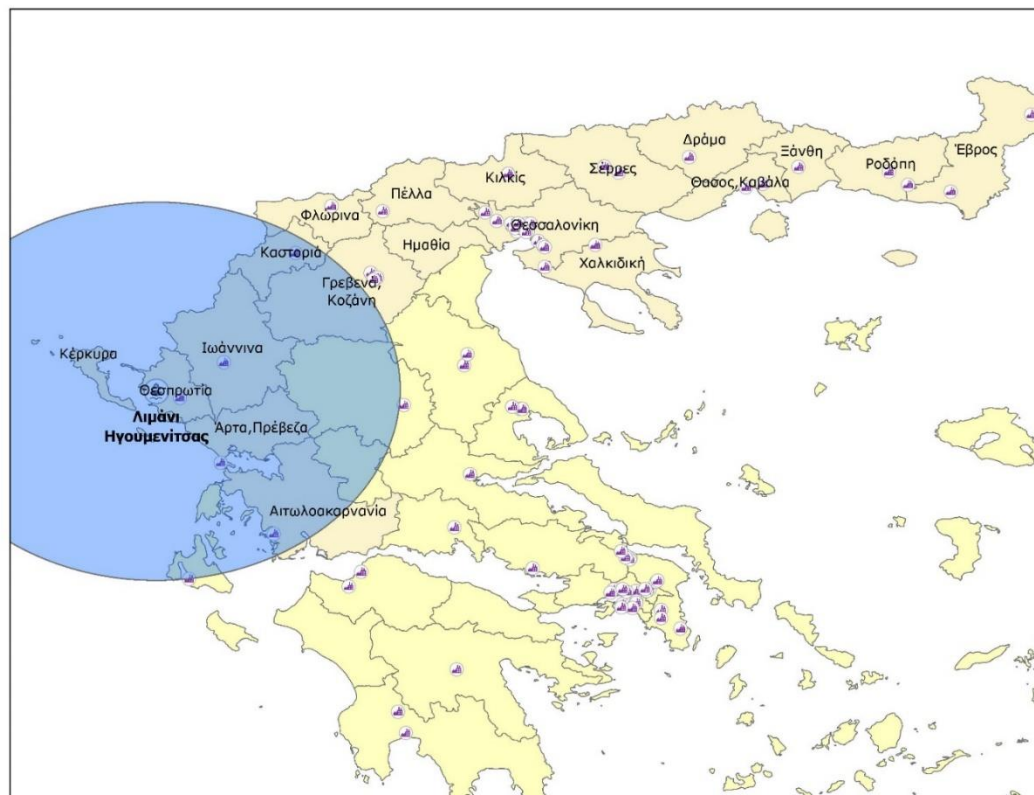 Δράμα
Ξάνθη
Έβρος
Ροδόπη
Σέρρες
Κιλκίς
Θασος,Καβάλα
Πέλλα
Φλώρινα
Θεσσαλονίκη
Ημαθία
Καστοριά
Χαλκιδική
Γρεβενά,
Κοζάνη
Ιωάννινα
Κέρκυρα
Θεσπρωτία
Λιμάνι
Ηγουμενίτσας
Άρτα,Πρέβεζα
Αιτωλοακαρνανία